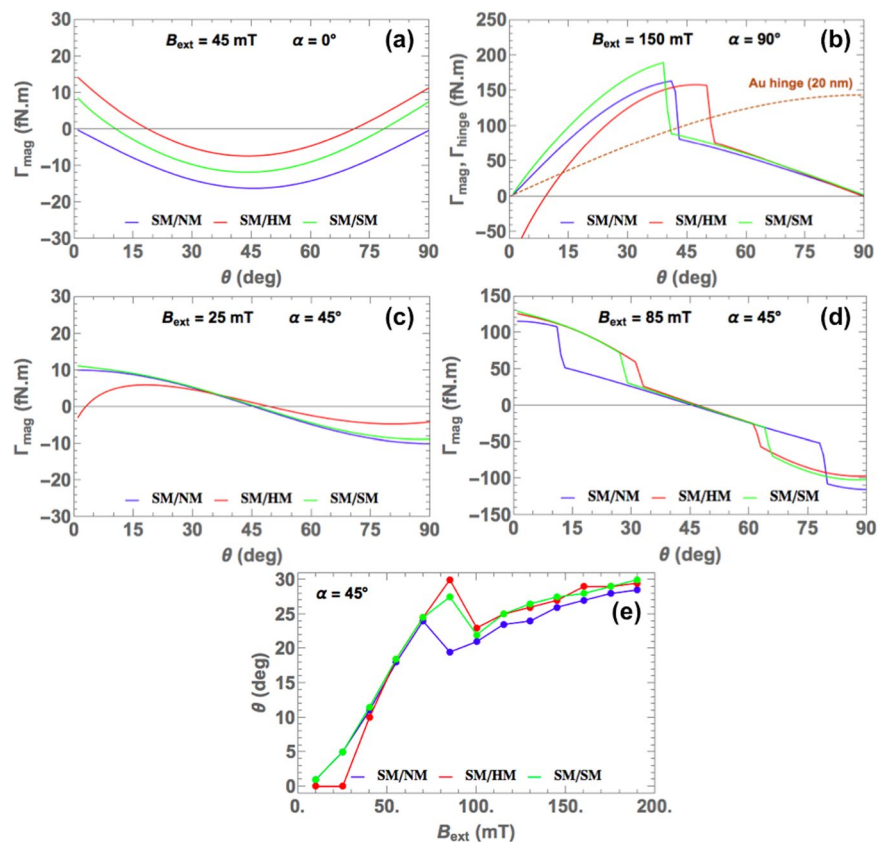 B_ext = 45 mT α = 0° (a)
Γ_mag (fN.m)
30
20
10
0
−10
−20
−30
SM/NM SM/HM SM/SM
0 15 30 45 60 75 90
θ (deg)
B_ext = 150 mT α = 90° (b)
Au hinge (20 nm)
Γ_mag, Γ_hinge (fN.m)
250
200
150
100
50
0
−50
SM/NM SM/HM SM/SM
0 15 30 45 60 75 90
θ (deg)
B_ext = 25 mT α = 45° (c)
Γ_mag (fN.m)
30
20
10
0
−10
−20
−30
SM/NM SM/HM SM/SM
0 15 30 45 60 75 90
θ (deg)
B_ext = 85 mT α = 45° (d)
Γ_mag (fN.m)
150
100
50
0
−50
−100
−150
SM/NM SM/HM SM/SM
0 15 30 45 60 75 90
θ (deg)
α = 45° (e)
θ (deg)
30
25
20
15
10
5
0
SM/NM SM/HM SM/SM
0. 50. 100. 150. 200.
B_ext (mT)